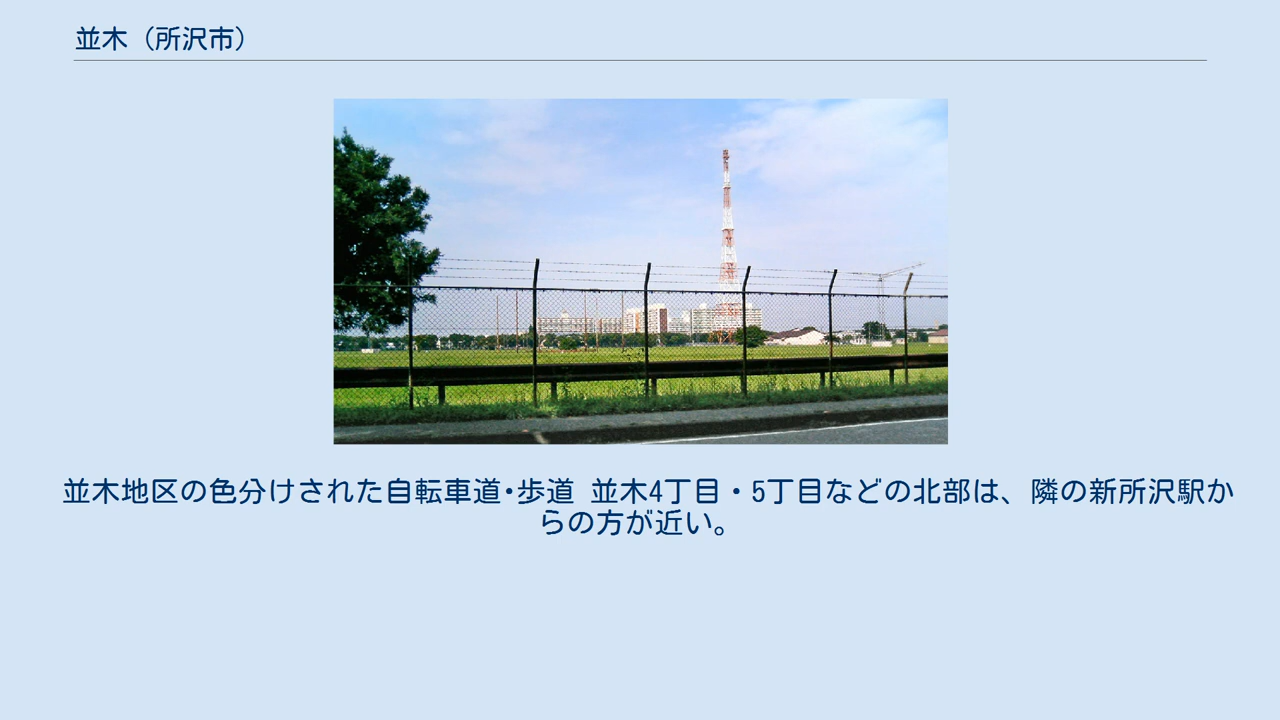 並木（所沢市）
並木地区の色分けされた自転車道･歩道 並木4丁目・5丁目などの北部は、隣の新所沢駅か
らの方が近い。